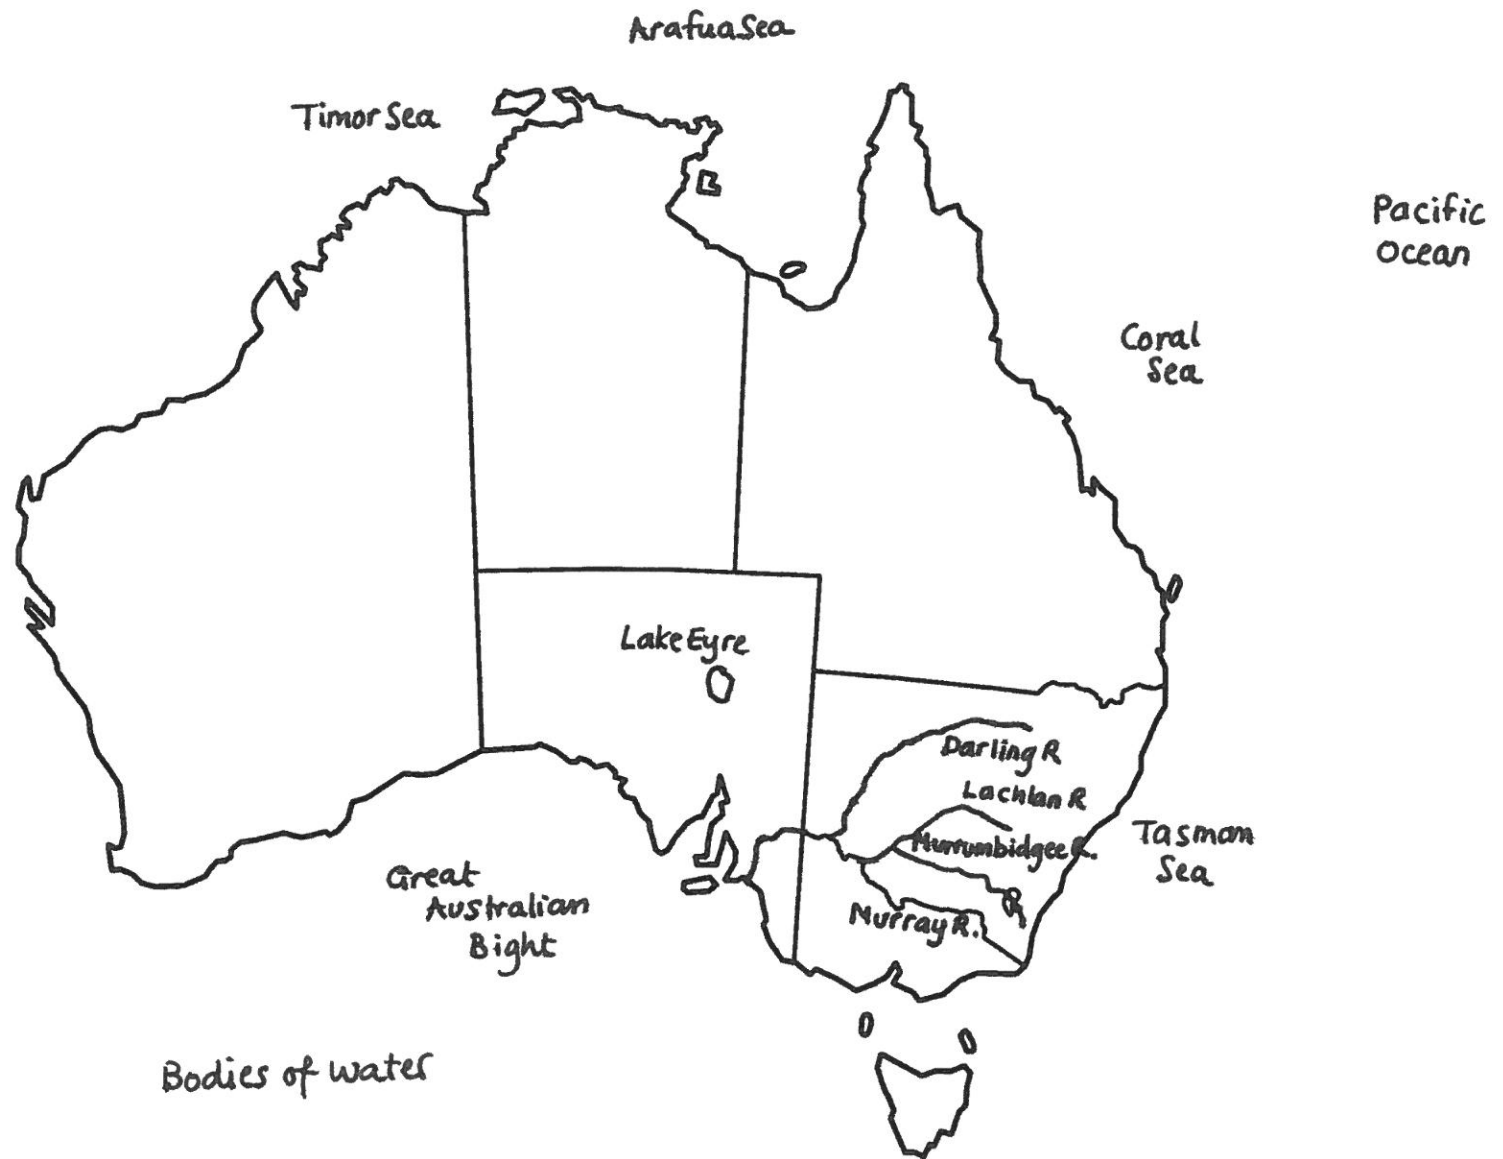 Arafua Sea
Timor Sea
Pacific
Ocean
Coral
Sea
Lake Eyre
Darling R
Lachlan R
Murrumbidgee R.
Tasman
Sea
Great
Australian
Bight
Murray R.
Bodies of water